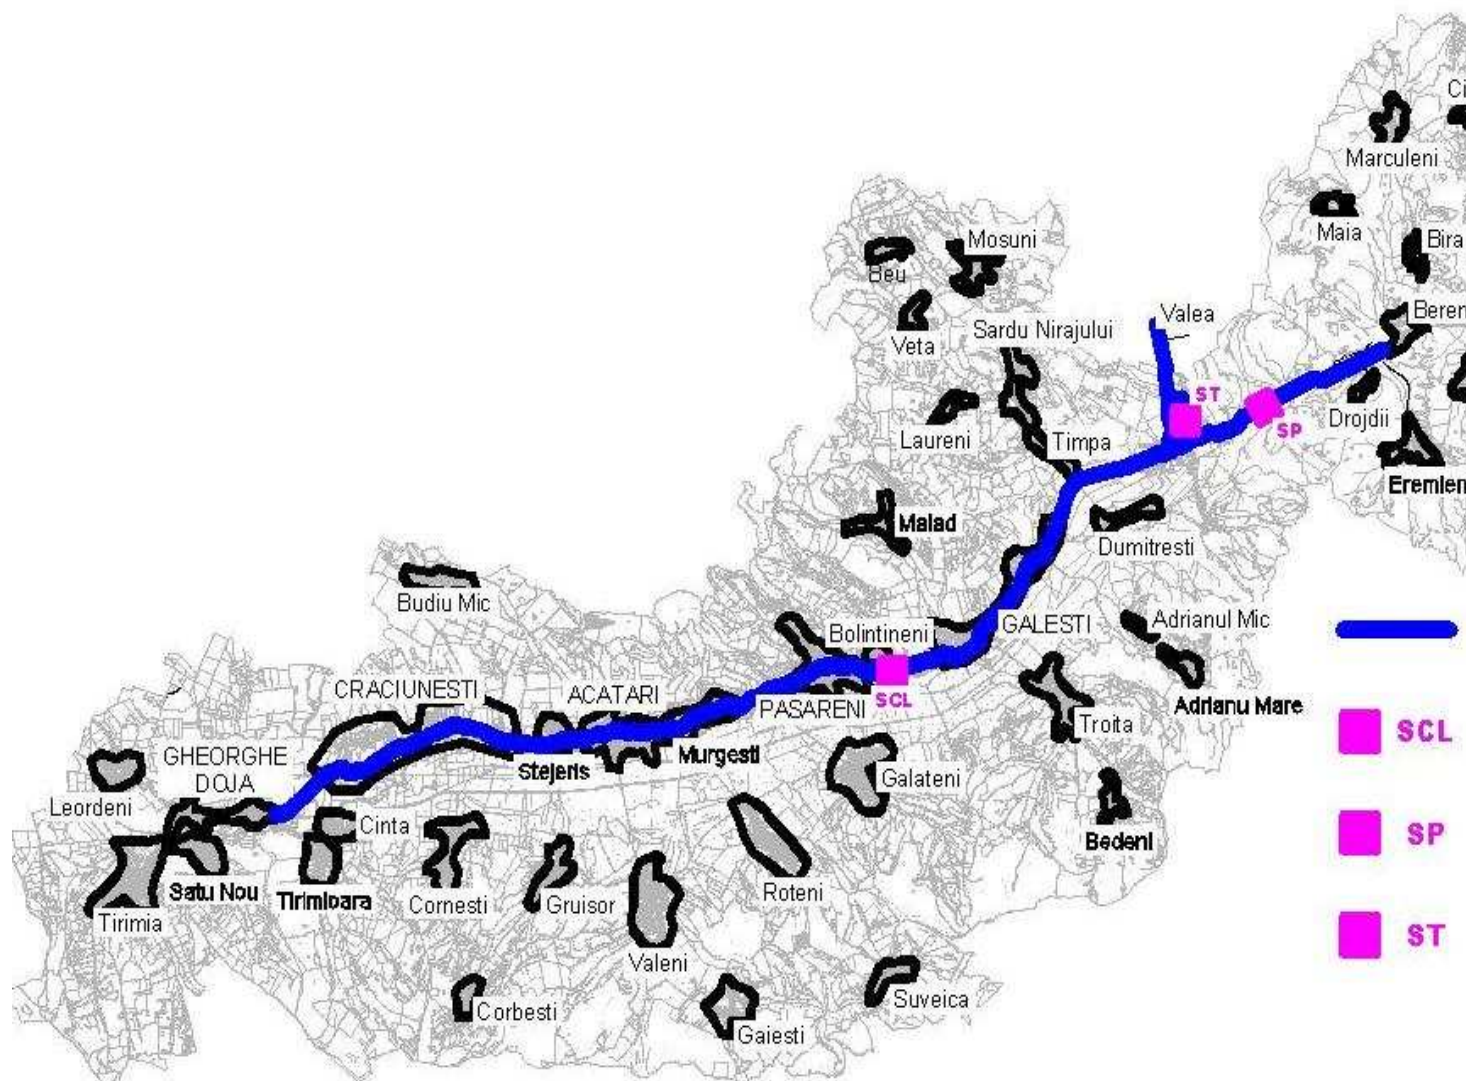 Ci
Marculeni
Maia
Bira
Mosuni
Beu
Veta
Sardu Nirajului
Valea
Beren
ST
SP
Drojdii
Laureni
Timpa
Eremien
Malad
Dumitresti
Budiu Mic
Bolintineni
GALESTI
Adrianul Mic
CRACIUNESTI
ACATARI
PASARENI
SCL
Troita
Adrianu Mare
GHEORGHE
DOJA
Stejeris
Murgesti
Galateni
SCL
Leordeni
Cinta
Bedeni
SP
Satu Nou
Tirimioara
Cornesti
Gruisor
Roteni
Tirimia
ST
Valeni
Corbesti
Gaiesti
Suveica